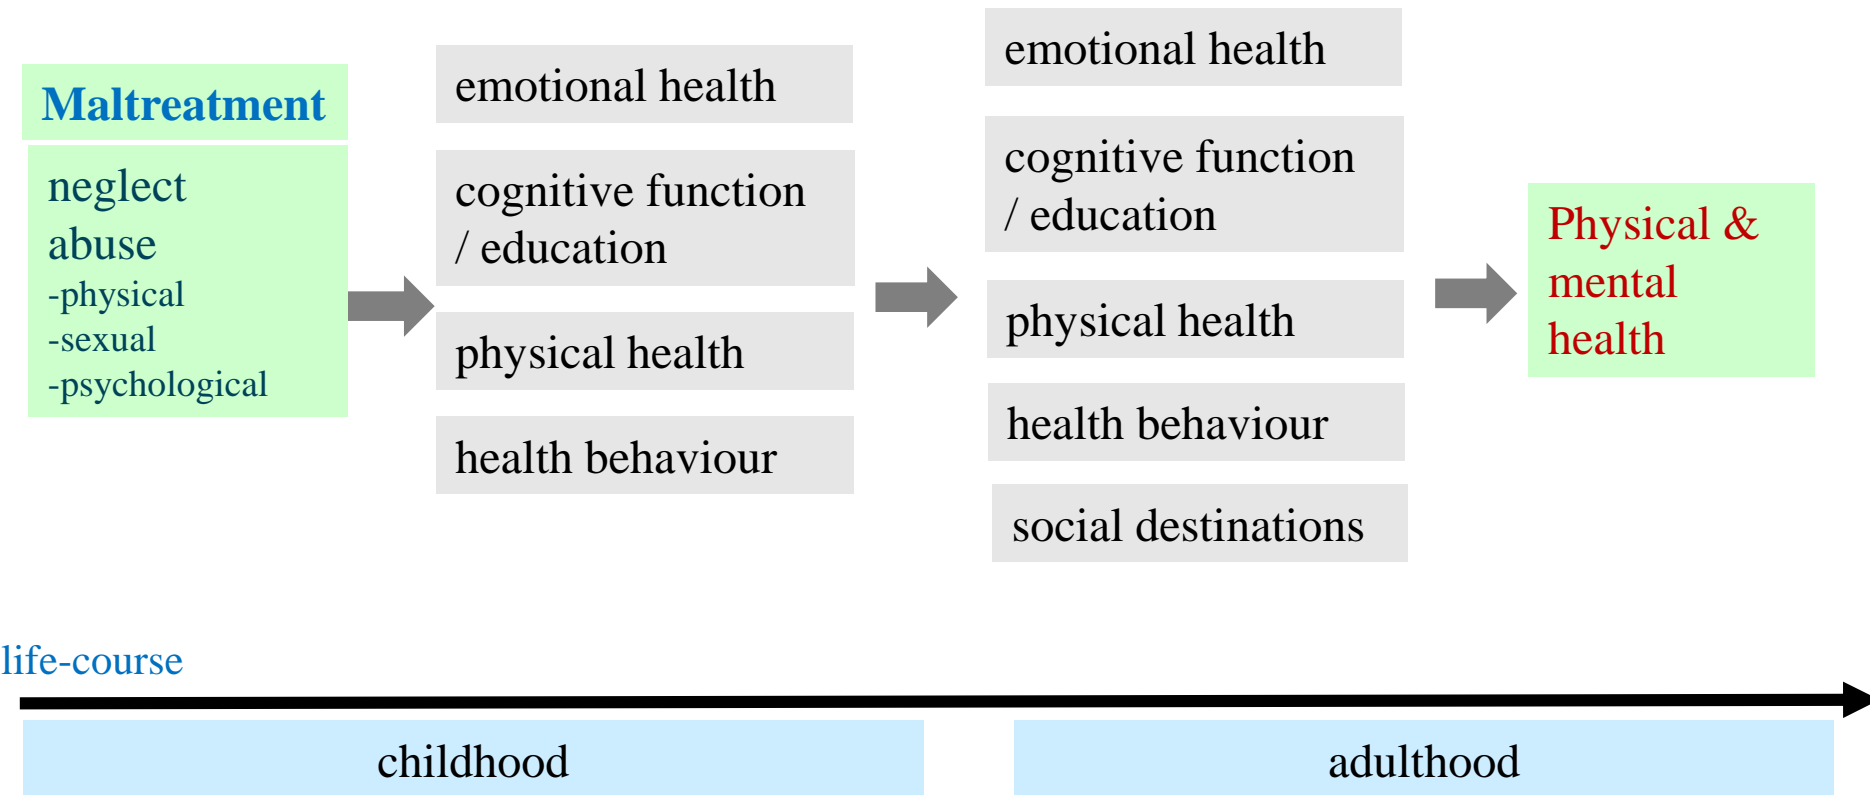 Maltreatment
neglect
abuse
-physical
-sexual
-psychological
emotional health
cognitive function
/ education
physical health
health behaviour
emotional health
cognitive function
/ education
physical health
health behaviour
social destinations
Physical &
mental
health
life-course
childhood
adulthood